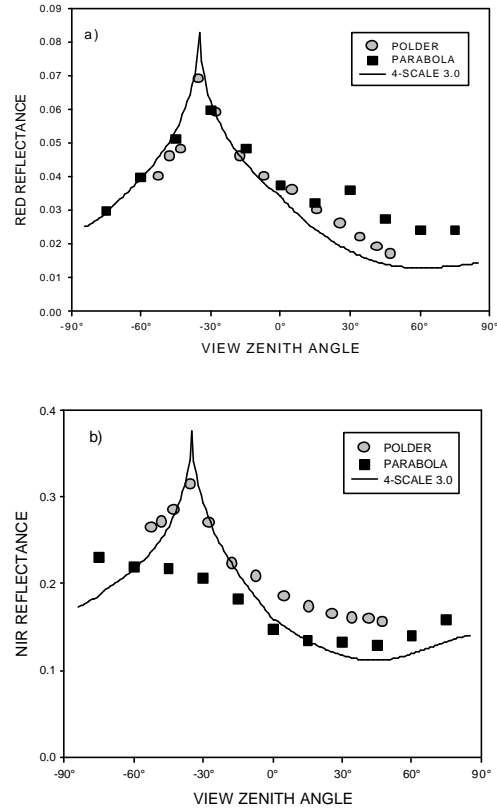 0.09
a)
POLDER
PARABOLA
4-SCALE 3.0
0.08
0.07
0.06
0.05
0.04
0.03
0.02
0.01
0.00
RED REFLECTANCE
-90° -60° -30° 0° 30° 60° 90°
VIEW ZENITH ANGLE
0.4
b)
POLDER
PARABOLA
4-SCALE 3.0
0.3
0.2
0.1
0.0
NIR REFLECTANCE
-90° -60° -30° 0° 30° 60° 90°
VIEW ZENITH ANGLE